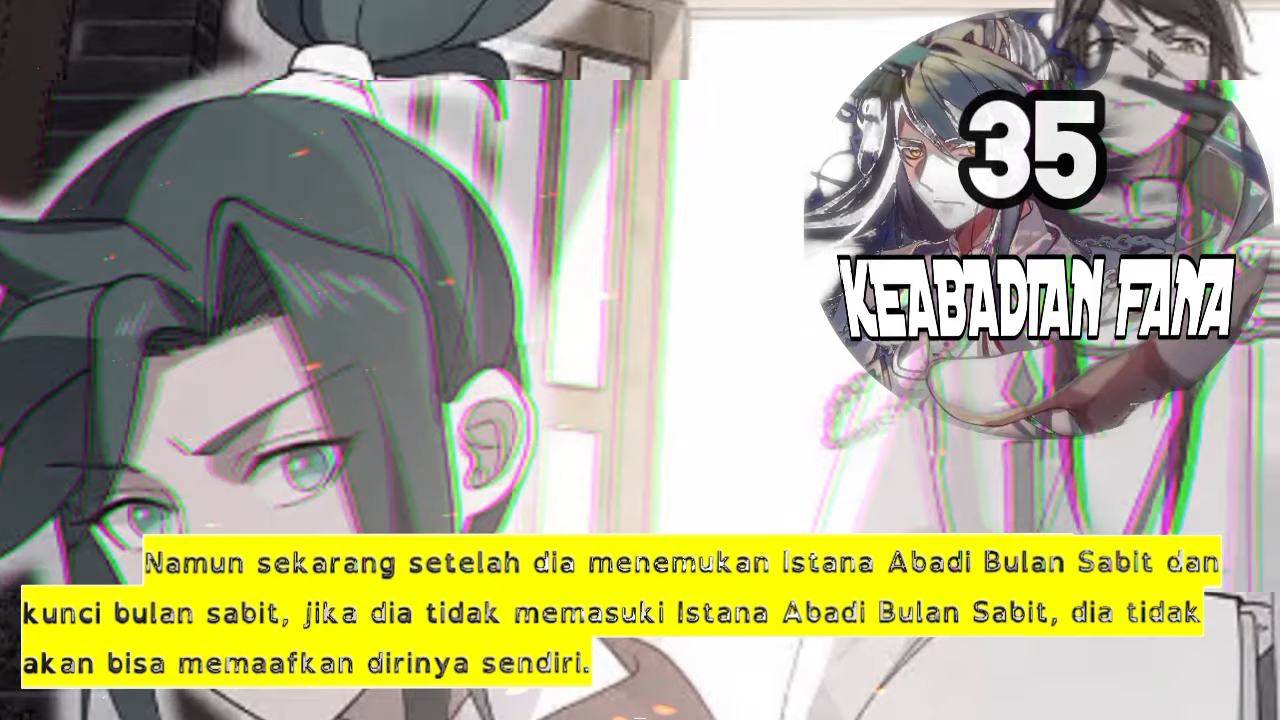 35
KEABADIAN FANA
Namun sekarang setelah dia menemukan Istana Abadi Bulan Sabit dan
kunci bulan sabit, jika dia tidak memasuki Istana Abadi Bulan Sabit, dia tidak
akan bisa memaafkan dirinya sendiri.